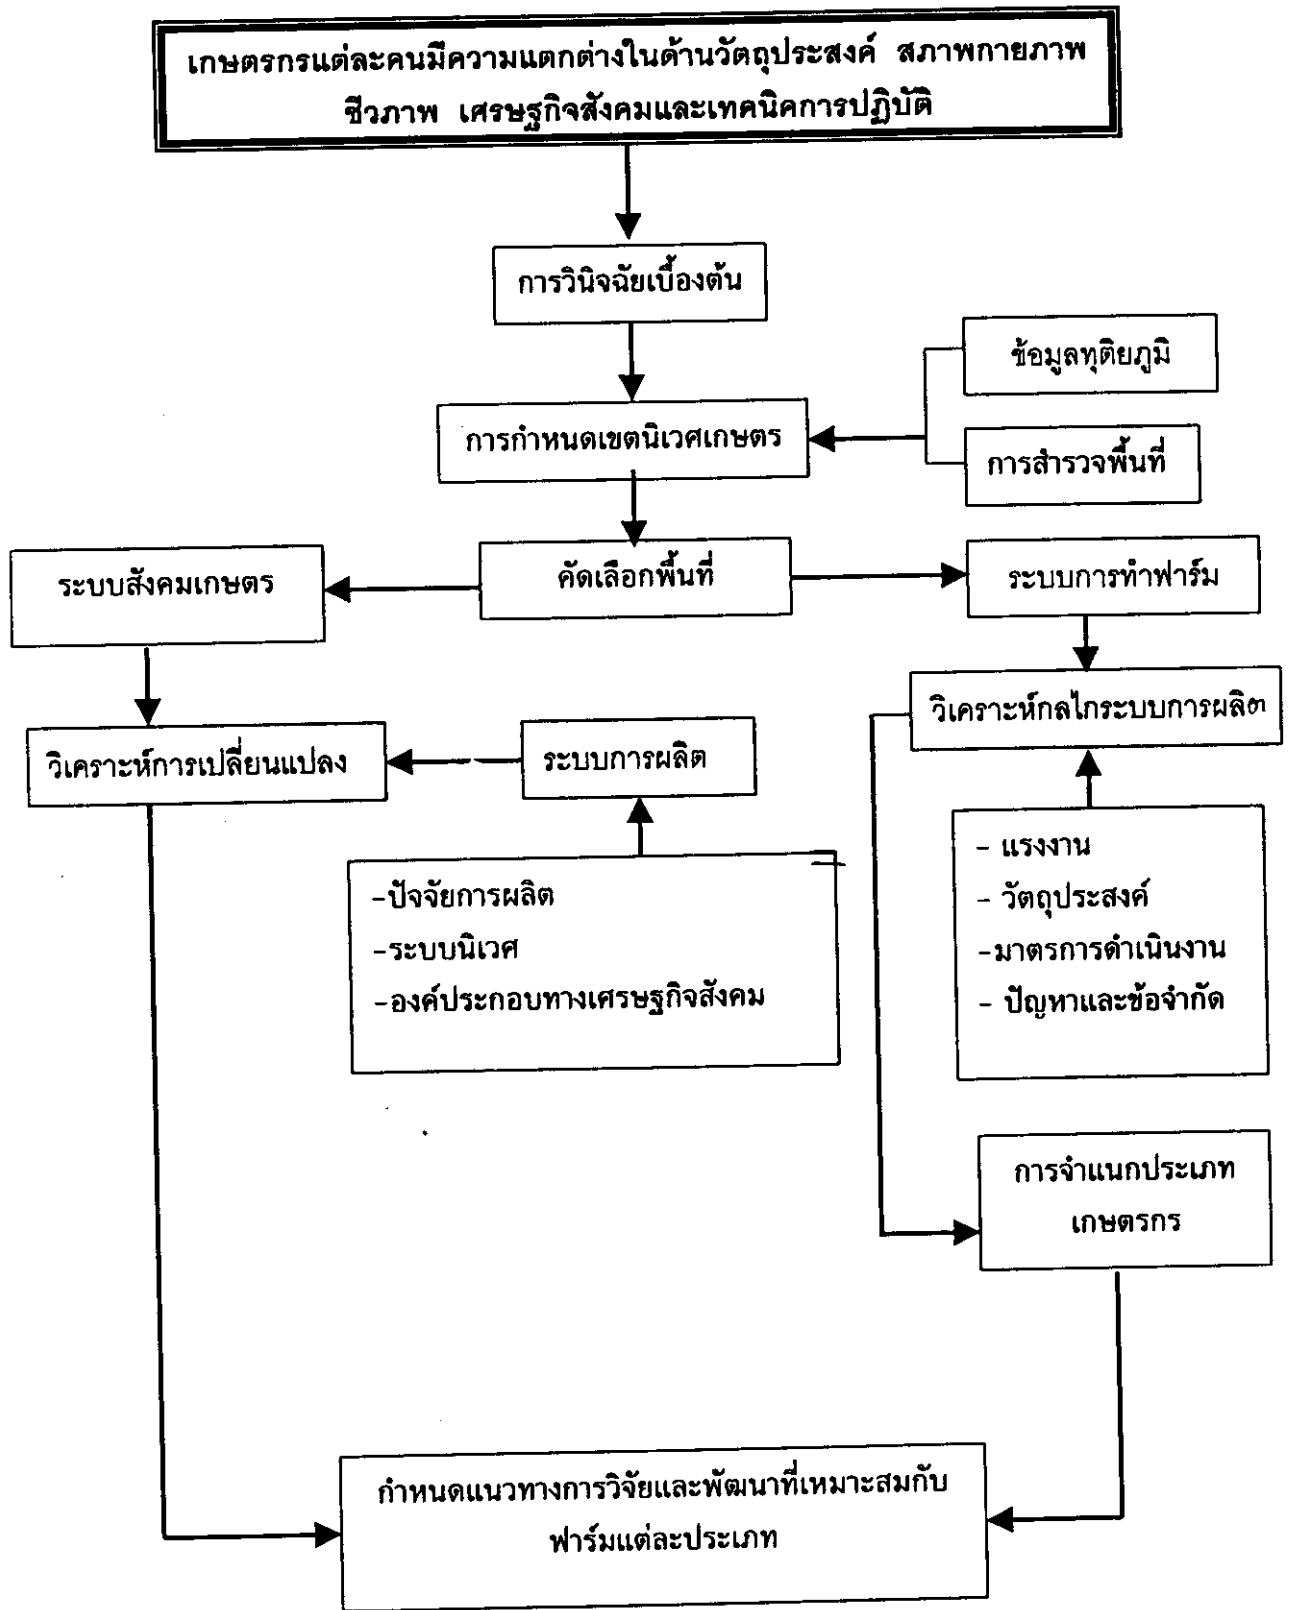 เกษตรกรแต่ละคนมีความแตกต่างในด้านวัตถุประสงค์ สภาพกายภาพ
ชีวภาพ เศรษฐกิจสังคมและเทคนิคการปฏิบัติ
การวินิจฉัยเบื้องต้น
ข้อมูลทุติยภูมิ
การกำหนดเขตนิเวศเกษตร
การสำรวจพื้นที่
ระบบสังคมเกษตร
คัดเลือกพื้นที่
ระบบการทำฟาร์ม
วิเคราะห์กลไกระบบการผลิต
วิเคราะห์การเปลี่ยนแปลง
ระบบการผลิต
- แรงงาน
- วัตถุประสงค์
-มาตรการดำเนินงาน
- ปัญหาและข้อจำกัด
-ปัจจัยการผลิต
-ระบบนิเวศ
-องค์ประกอบทางเศรษฐกิจสังคม
การจำแนกประเภท
เกษตรกร
กำหนดแนวทางการวิจัยและพัฒนาที่เหมาะสมกับ
ฟาร์มแต่ละประเภท